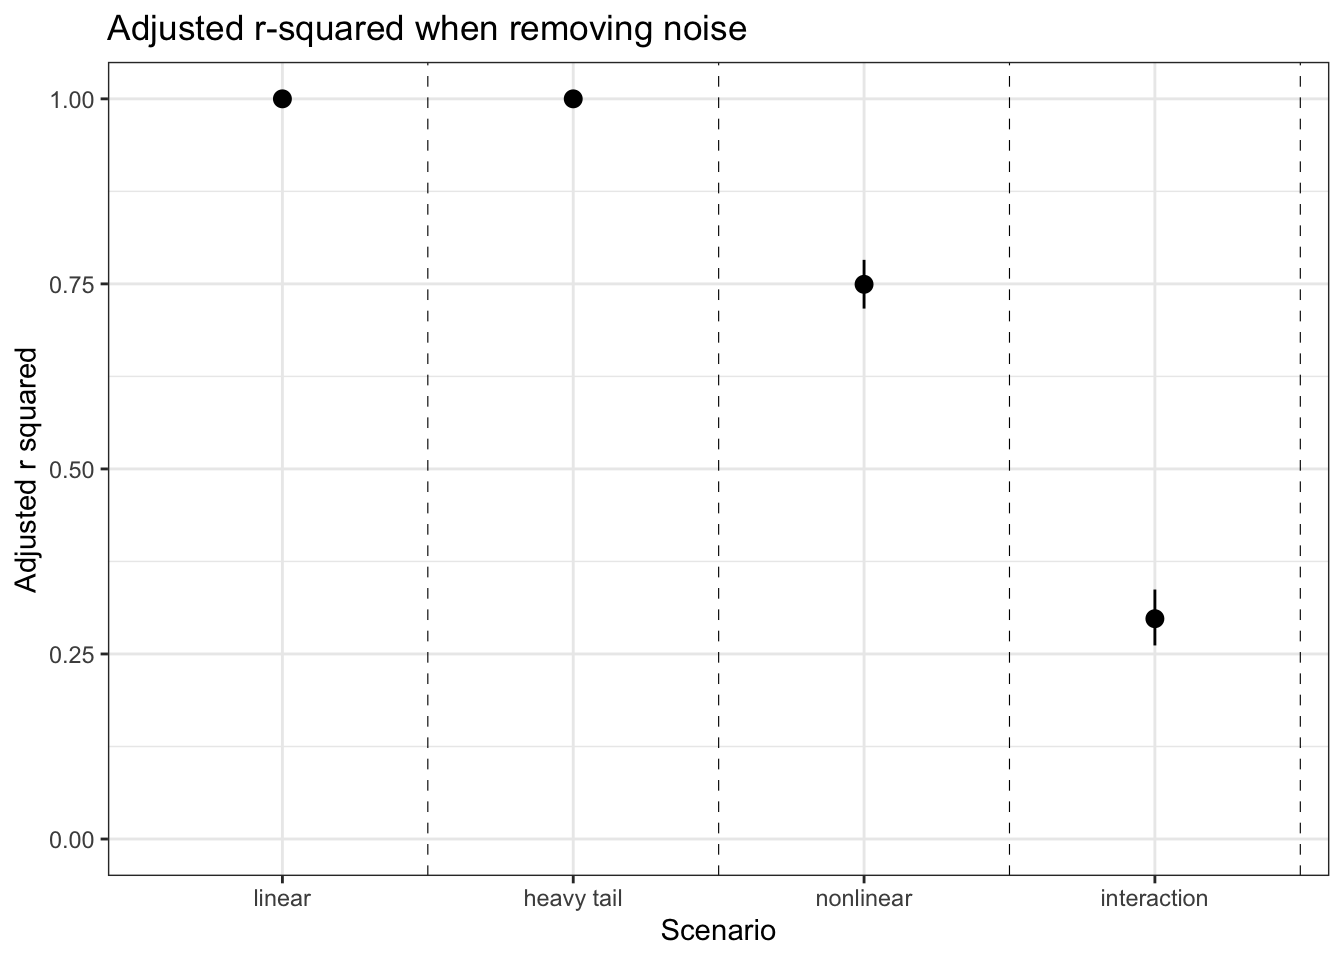 Adjusted r-squared when removing noise
Adjusted r squared
1.00
0.75
0.50
0.25
0.00
linear
heavy tail
nonlinear
interaction
Scenario